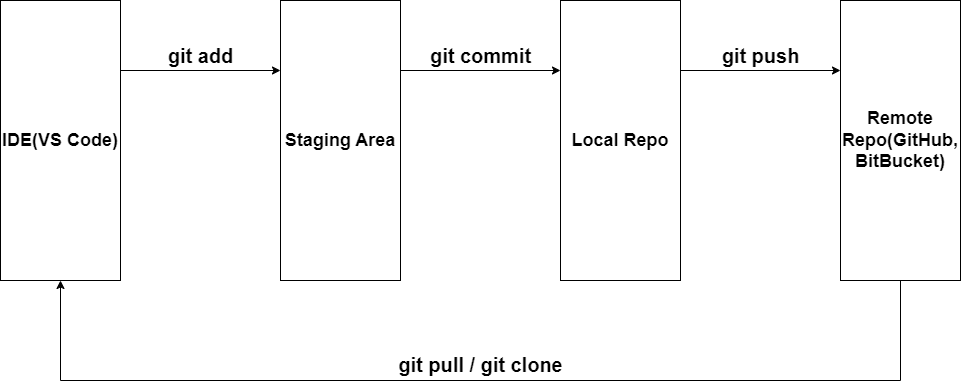 git add
git commit
git push
IDE(VS Code)
Staging Area
Local Repo
Remote
Repo(GitHub,
BitBucket)
git pull / git clone